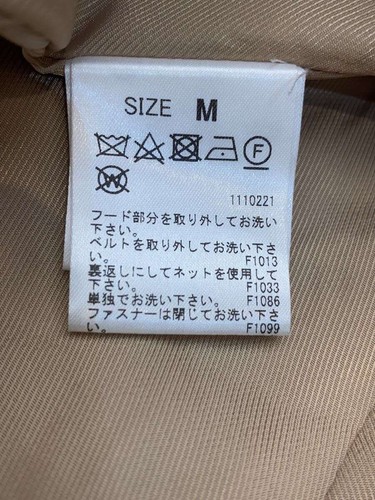 SIZE M
F
W
1110221
フード部分を取り外してお洗い
下さい。
ベルトを取り外してお洗い下さ
い。 F1013
裏返しにしてネットを使用して
下さい。 F1033
単独でお洗い下さい。 F1086
ファスナーは閉じてお洗い下さ
い。 F1099